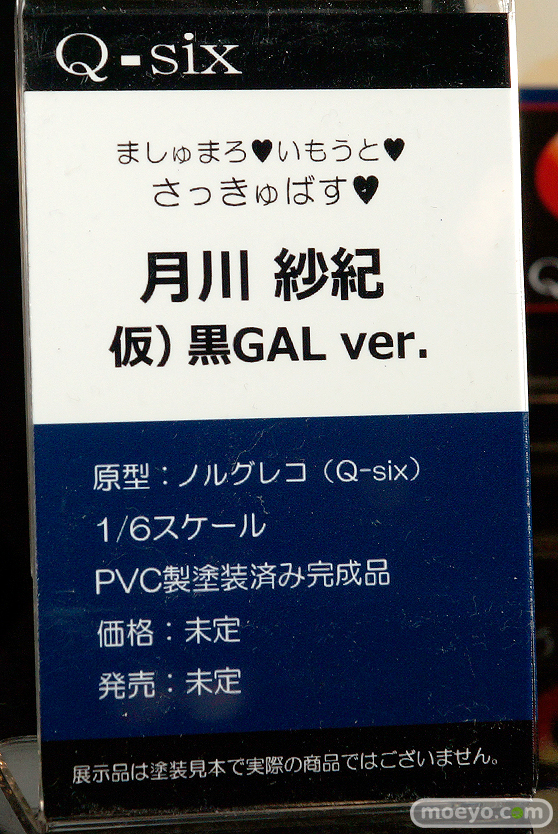 Q-six
ましゅまろ♥いもうと♥
さっきゅばす♥
月川 紗紀
仮）黒GAL ver.
原型：ノルグレコ（Q-six）
1/6スケール
PVC製塗装済み完成品
価格：未定
発売：未定
展示品は塗装見本で実際の商品ではございません。
moeyo.com